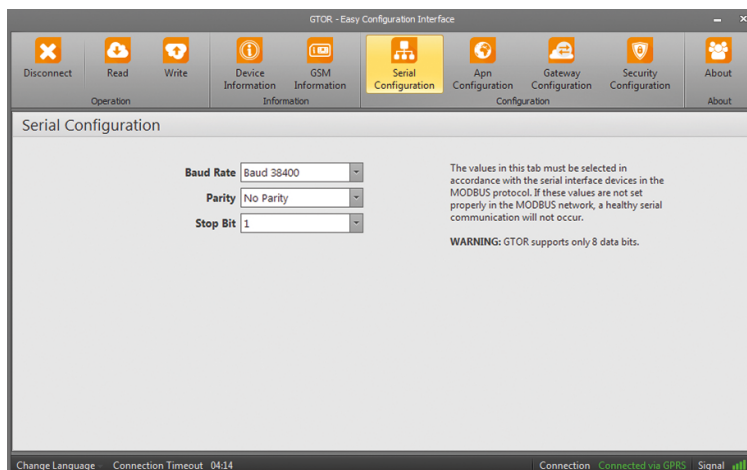 GTOR - Easy Configuration Interface
Disconnect
Read
Write
Device
Information
GSM
Information
Serial
Configuration
Apn
Configuration
Gateway
Configuration
Security
Configuration
About
Operation
Information
Configuration
About
Serial Configuration
Baud Rate Baud 38400
Parity No Parity
Stop Bit 1
The values in this tab must be selected in
accordance with the serial interface devices in the
MODBUS protocol. If these values are not set
properly in the MODBUS network, a healthy serial
communication will not occur.
WARNING: GTOR supports only 8 data bits.
Change Language Connection Timeout 04:14 Connection Connected via GPRS Signal